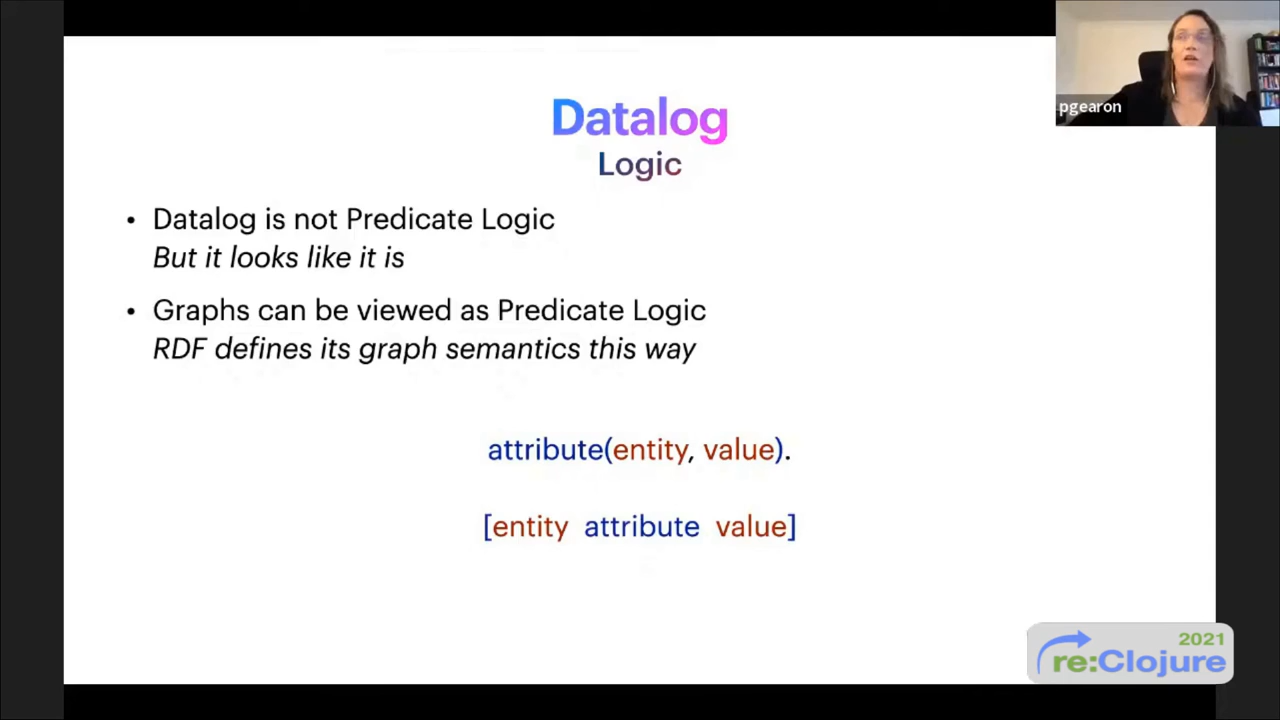 pgearon
Datalog
Logic
• Datalog is not Predicate Logic
But it looks like it is
• Graphs can be viewed as Predicate Logic
RDF defines its graph semantics this way
attribute(entity, value).
[entity attribute value]
2021
re:Clojure